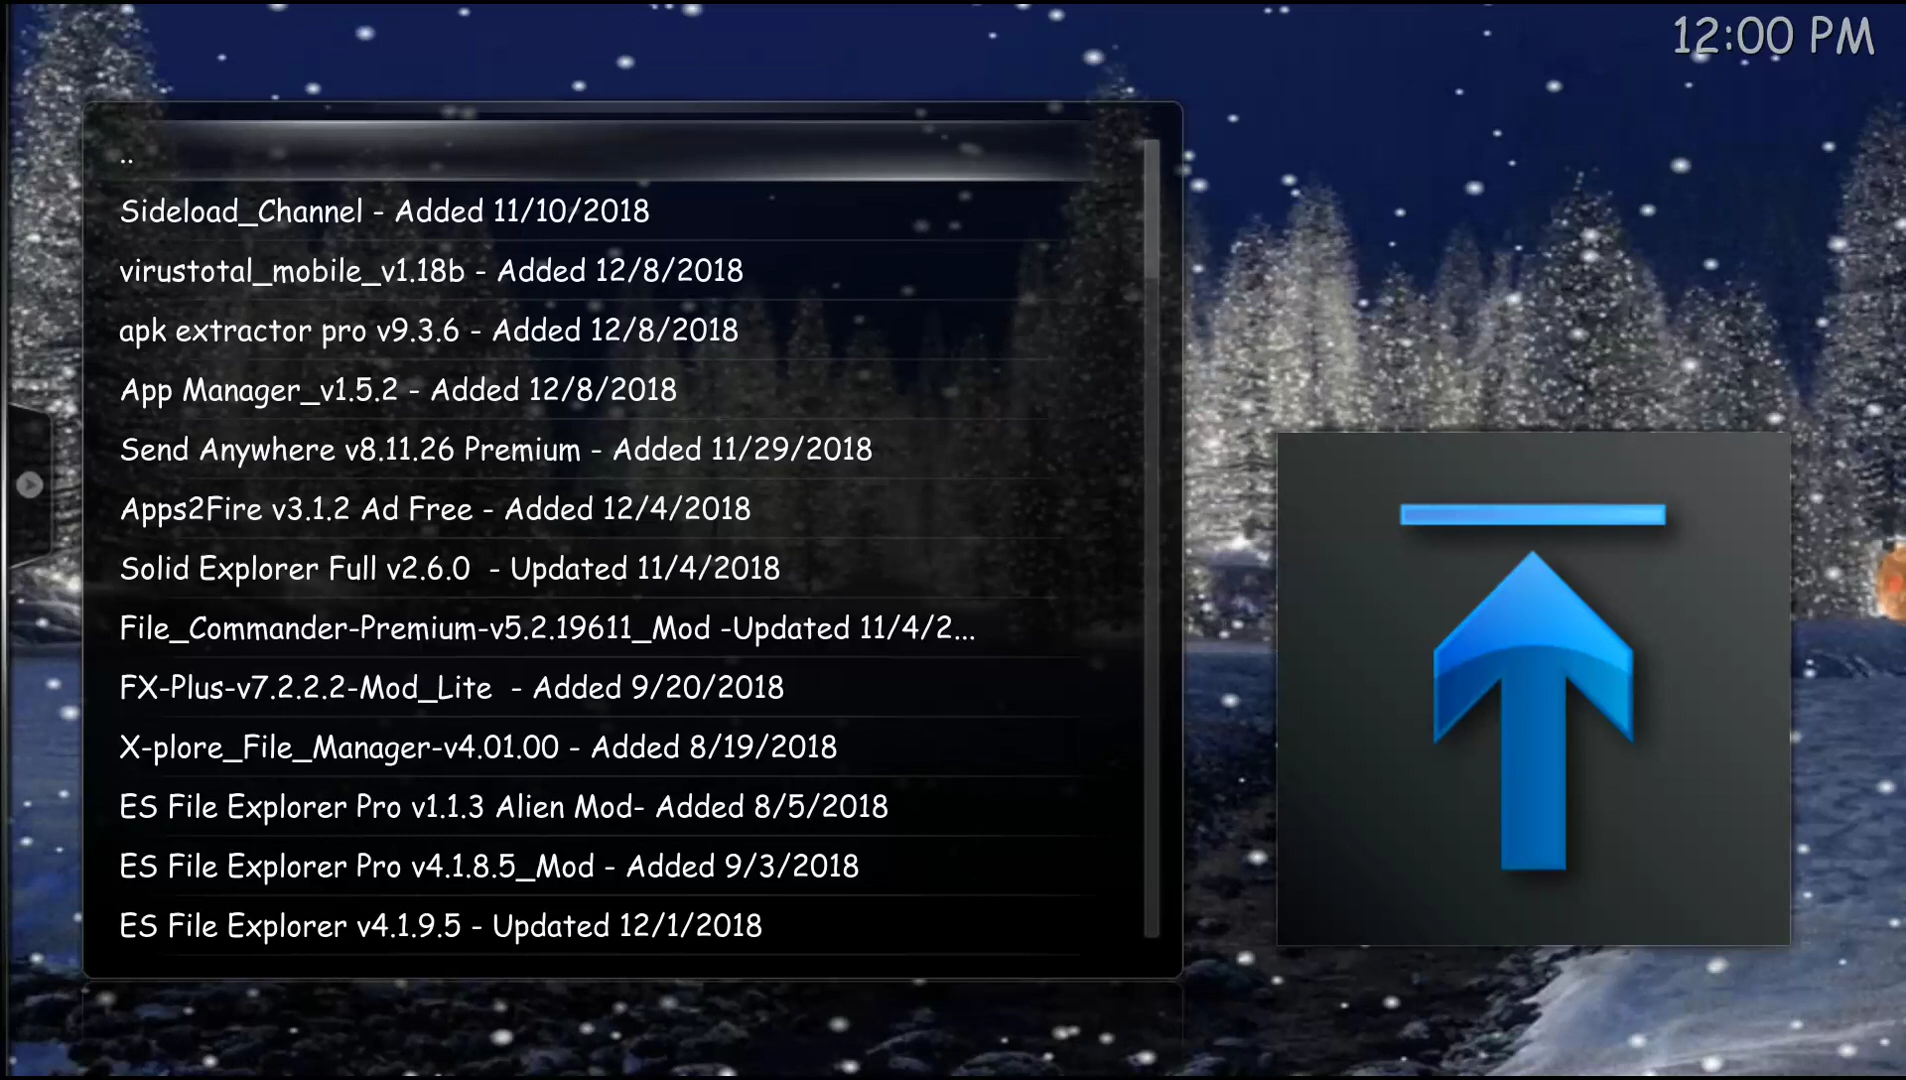 12:00 PM
..
Sideload_Channel - Added 11/10/2018
virustotal_mobile_v1.18b - Added 12/8/2018
apk extractor pro v9.3.6 - Added 12/8/2018
App Manager_v1.5.2 - Added 12/8/2018
Send Anywhere v8.11.26 Premium - Added 11/29/2018
Apps2Fire v3.1.2 Ad Free - Added 12/4/2018
Solid Explorer Full v2.6.0  - Updated 11/4/2018
File_Commander-Premium-v5.2.19611_Mod -Updated 11/4/2...
FX-Plus-v7.2.2.2-Mod_Lite  - Added 9/20/2018
X-plore_File_Manager-v4.01.00 - Added 8/19/2018
ES File Explorer Pro v1.1.3 Alien Mod- Added 8/5/2018
ES File Explorer Pro v4.1.8.5_Mod - Added 9/3/2018
ES File Explorer v4.1.9.5 - Updated 12/1/2018